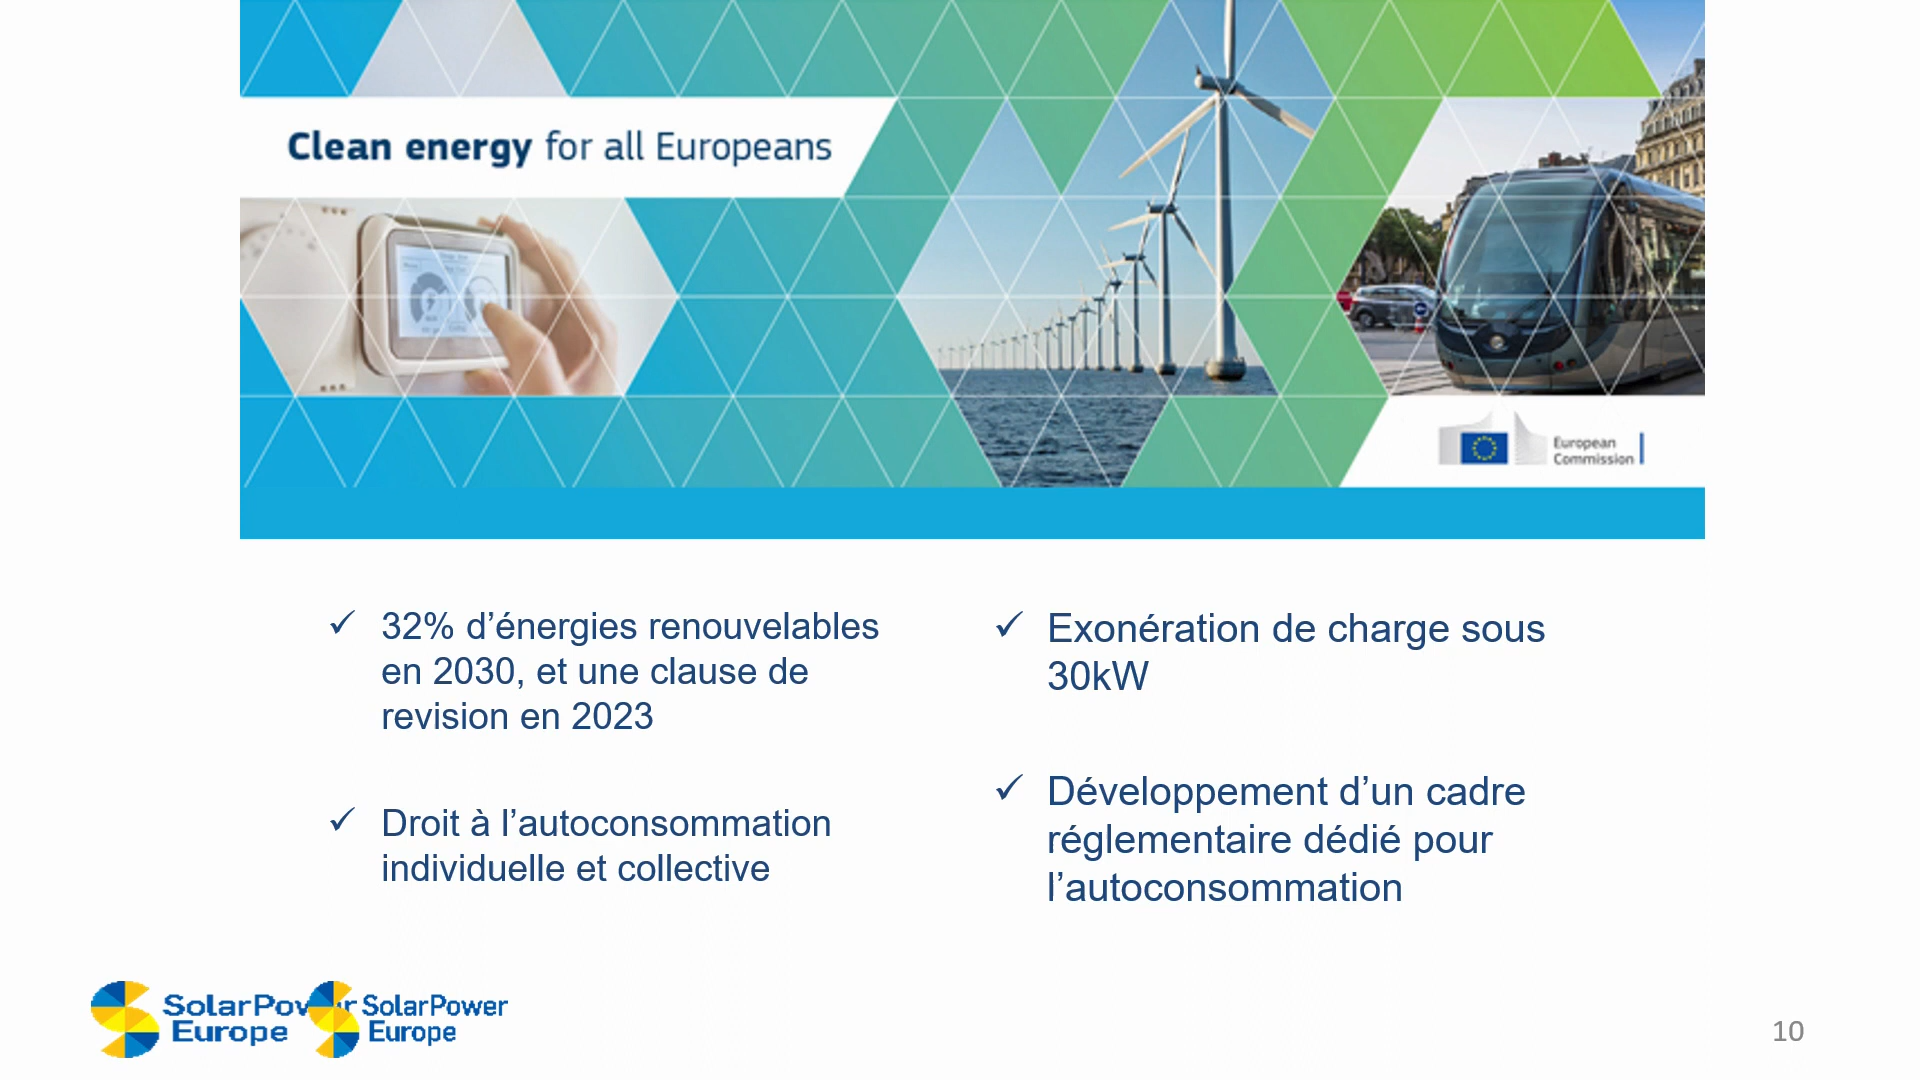 Clean energy for all Europeans
European
Commission
32% d’énergies renouvelables
en 2030, et une clause de
revision en 2023
Droit à l’autoconsommation
individuelle et collective
Exonération de charge sous
30kW
Développement d’un cadre
réglementaire dédié pour
l’autoconsommation
SolarPower
Europe
SolarPower
Europe
10